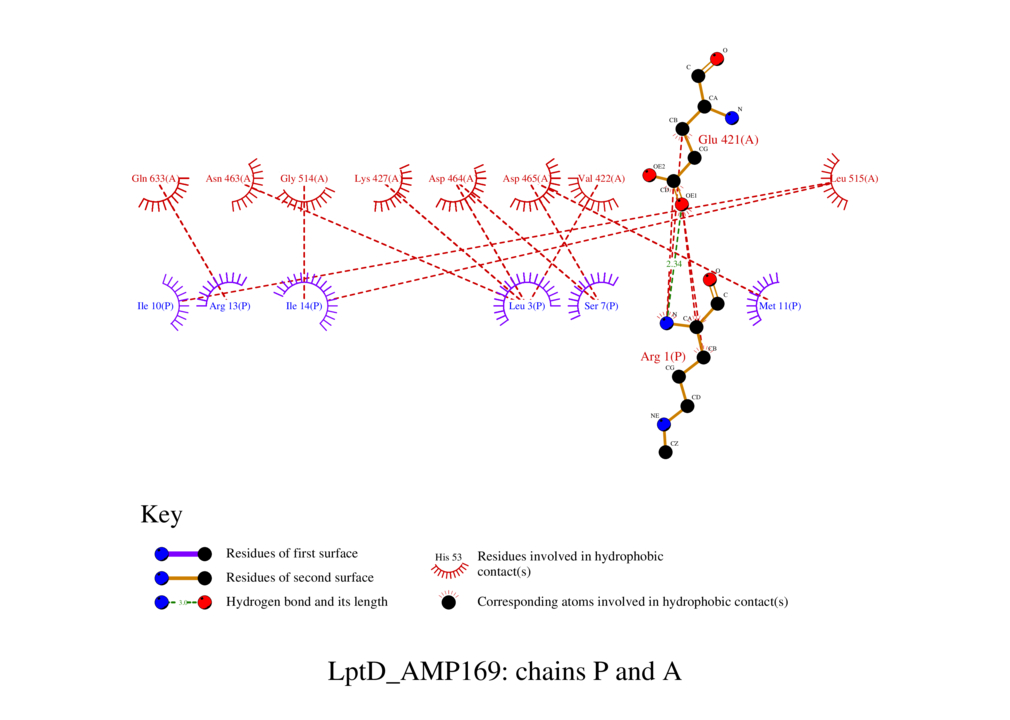 O
C
CA
N
CB
Glu 421(A)
CG
OE2
CD
OE1
Gln 633(A)
Asn 463(A)
Gly 514(A)
Lys 427(A)
Asp 464(A)
Asp 465(A)
Val 422(A)
Leu 515(A)
2.34
O
C
Ile 10(P)
Arg 13(P)
Ile 14(P)
Leu 3(P)
Ser 7(P)
Met 11(P)
N
CA
CB
Arg 1(P)
CG
CD
NE
CZ
Key
Residues of first surface
Residues of second surface
3.0
Hydrogen bond and its length
His 53
Residues involved in hydrophobic
contact(s)
Corresponding atoms involved in hydrophobic contact(s)
LptD_AMP169: chains P and A